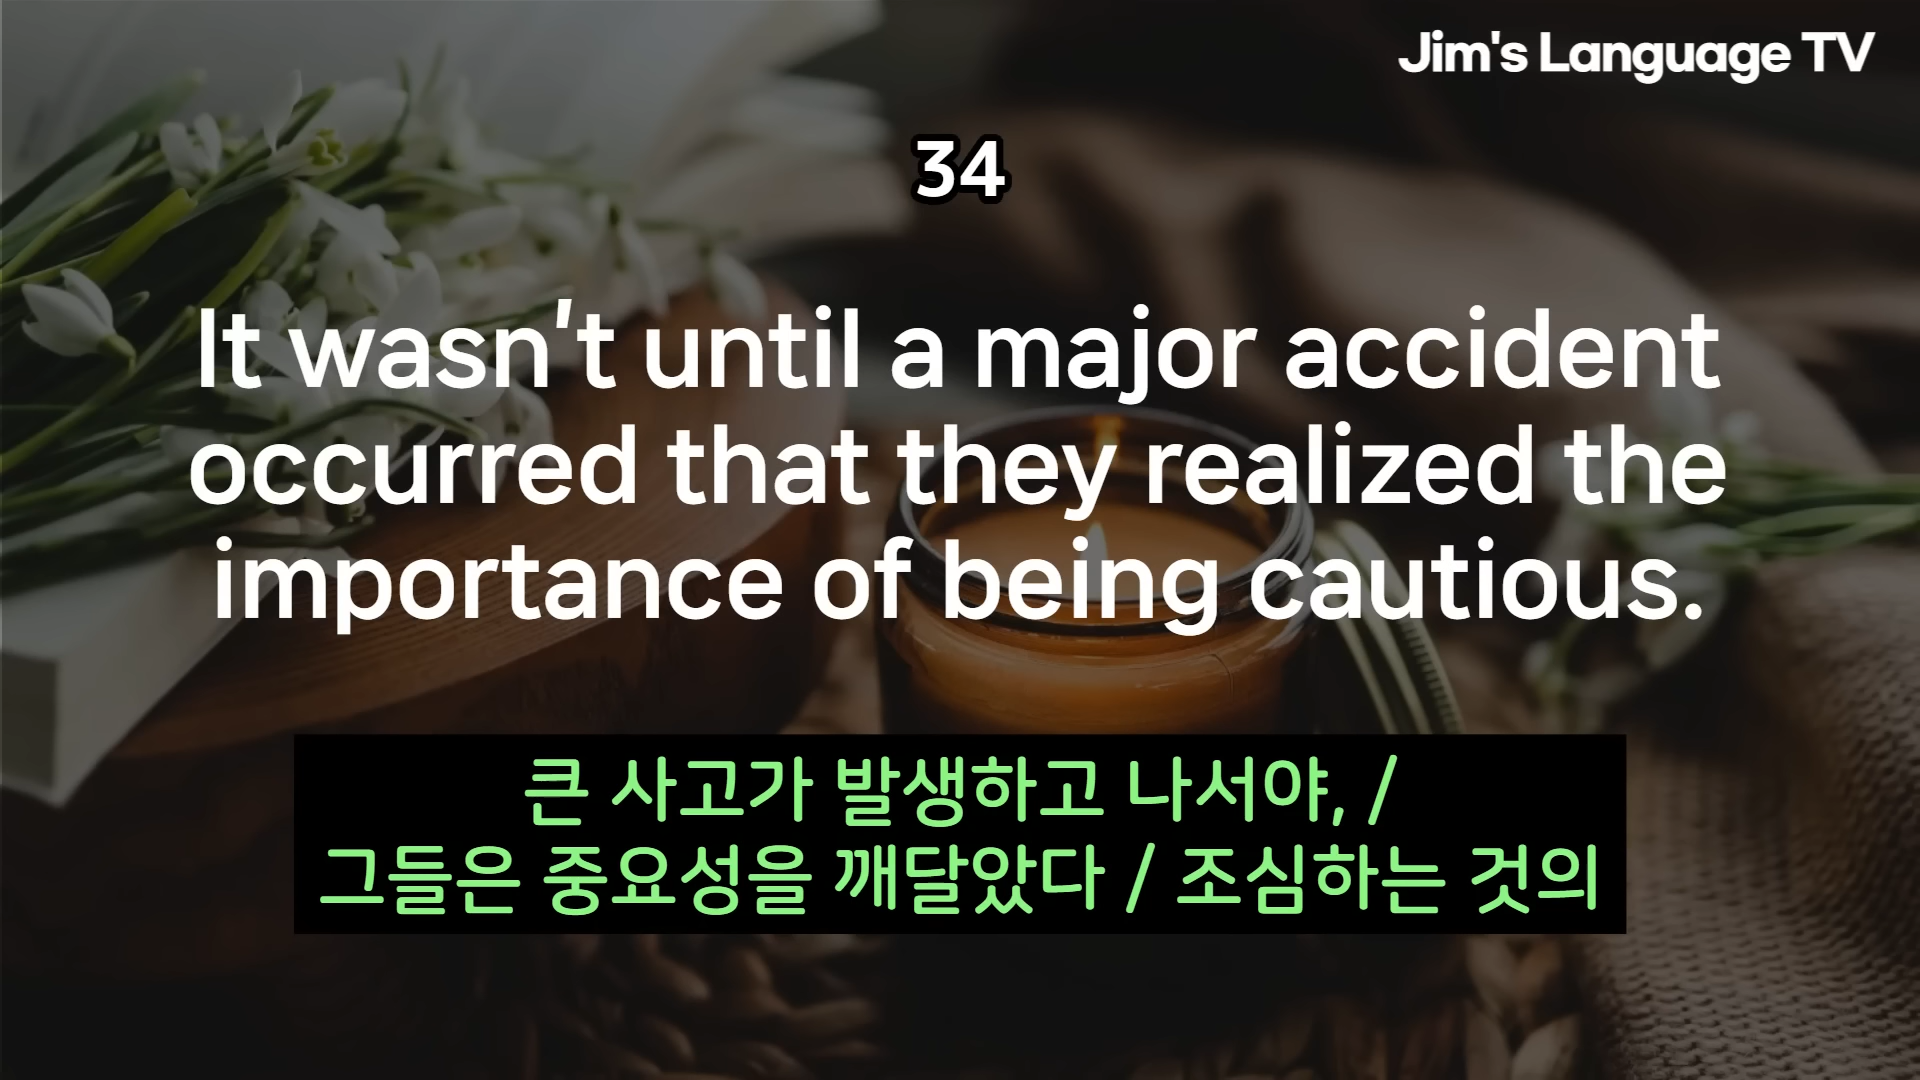 Jim's Language TV
34
It wasn't until a major accident
occurred that they realized the
importance of being cautious.
큰 사고가 발생하고 나서야, /
그들은 중요성을 깨달았다 / 조심하는 것의